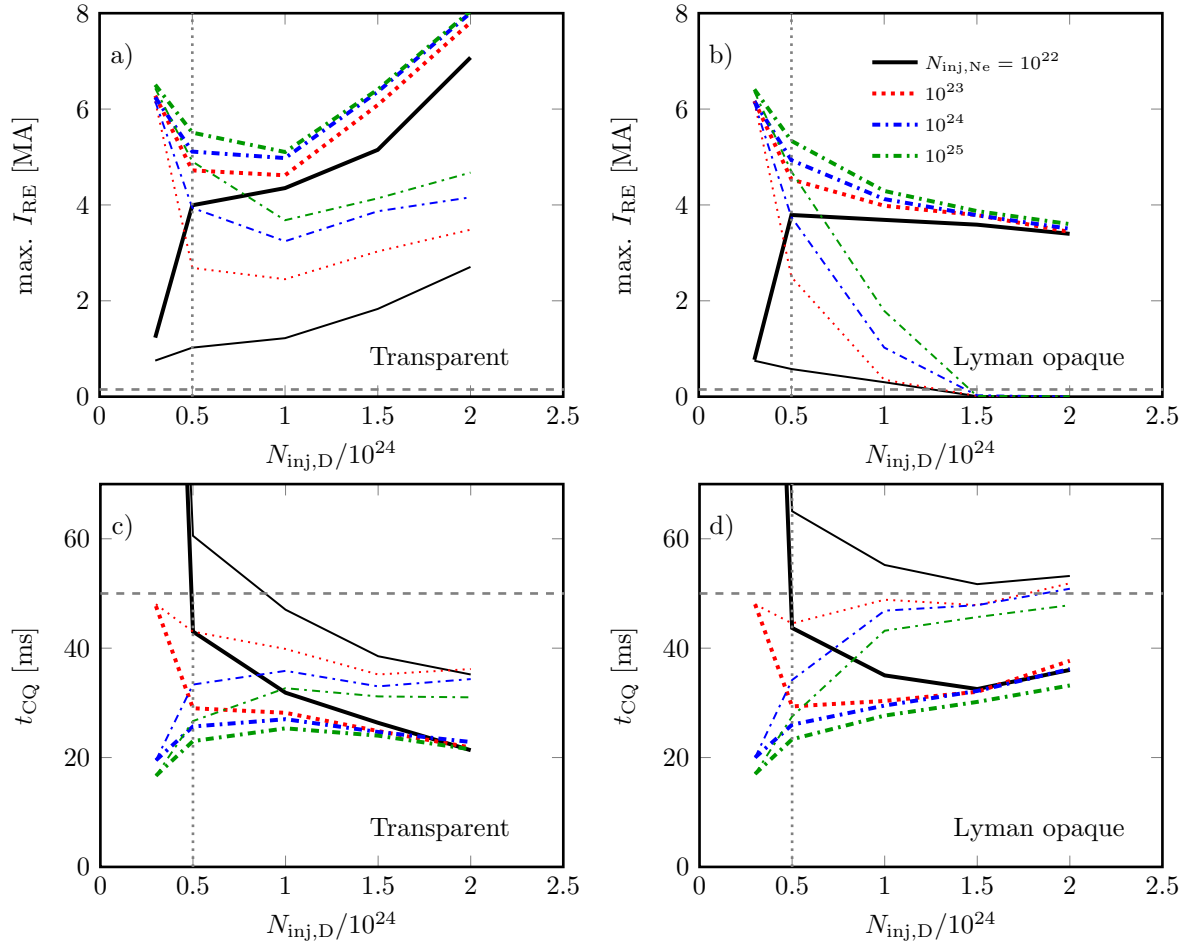 8
6
4
2
0
max. I_RE [MA]
a)
Transparent
0
0.5
1
1.5
2
2.5
N_inj,D/10^24
8
6
4
2
0
max. I_RE [MA]
b)
N_inj,Ne = 10^22
10^23
10^24
10^25
Lyman opaque
0
0.5
1
1.5
2
2.5
N_inj,D/10^24
60
40
20
0
t_CQ [ms]
c)
Transparent
0
0.5
1
1.5
2
2.5
N_inj,D/10^24
60
40
20
0
t_CQ [ms]
d)
Lyman opaque
0
0.5
1
1.5
2
2.5
N_inj,D/10^24